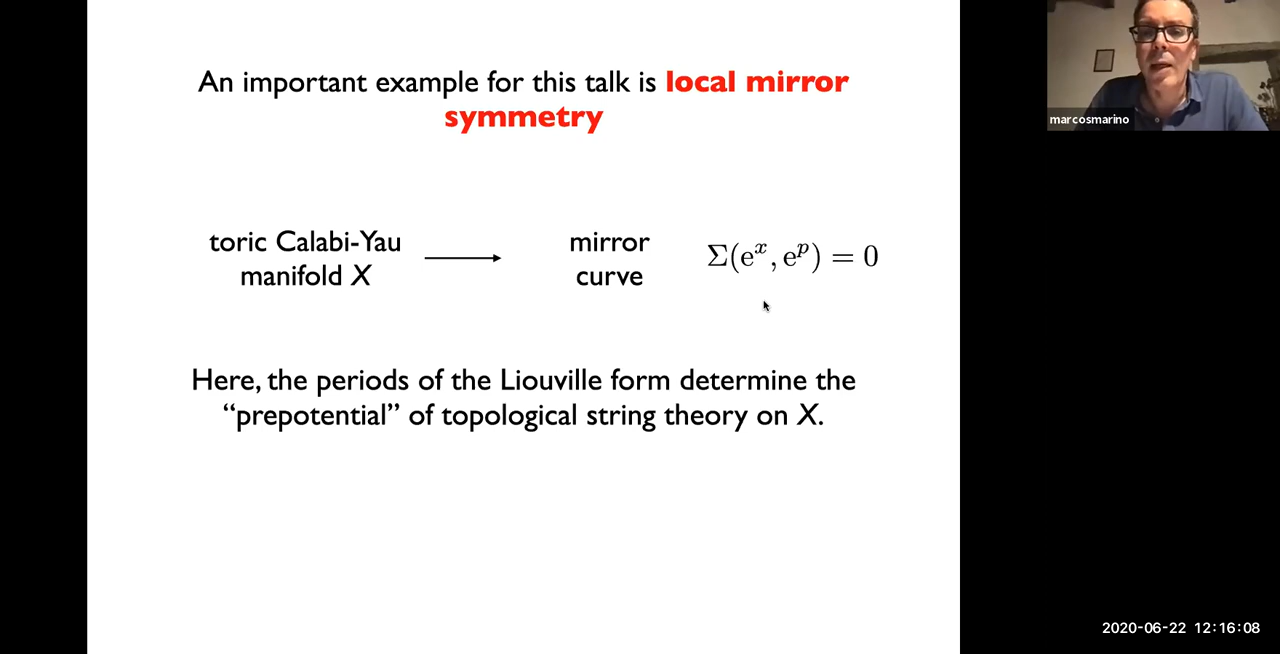 An important example for this talk is local mirror
symmetry
marcosmarino
toric Calabi-Yau
manifold X
mirror
curve
Σ(eˣ, eᵖ) = 0
Here, the periods of the Liouville form determine the
“prepotential” of topological string theory on X.
2020-06-22 12:16:08